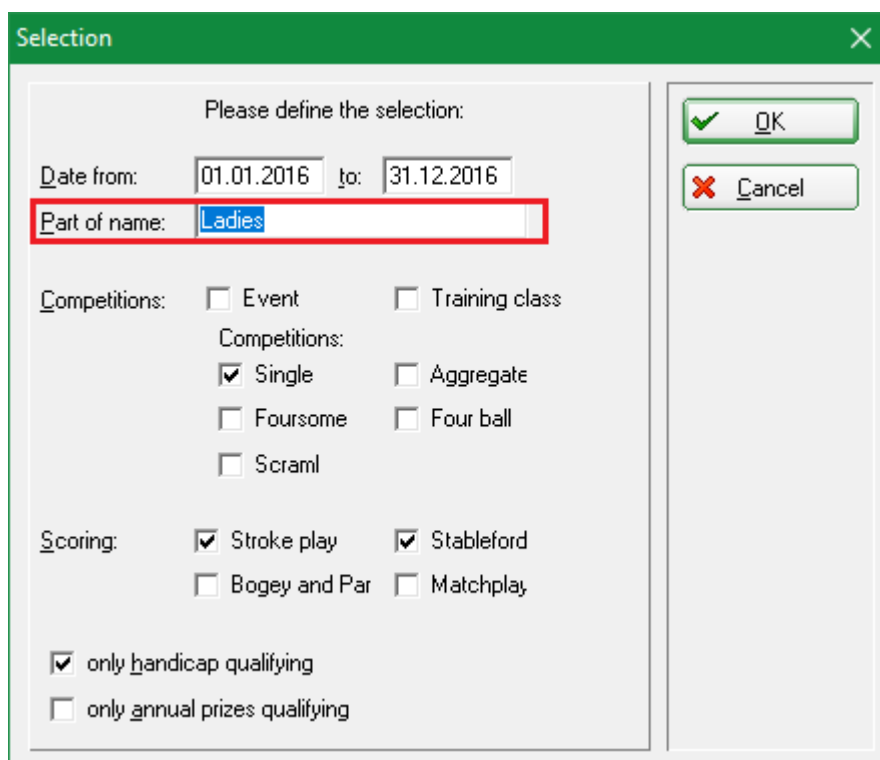 Selection
Please define the selection:
OK
Date from: 01.01.2016 to: 31.12.2016
Cancel
Part of name: Ladies
Competitions: Event Training class
Competitions:
Single Aggregate
Foursome Four ball
Scraml
Scoring: Stroke play Stableford
Bogey and Par Matchplay
only handicap qualifying
only annual prizes qualifying